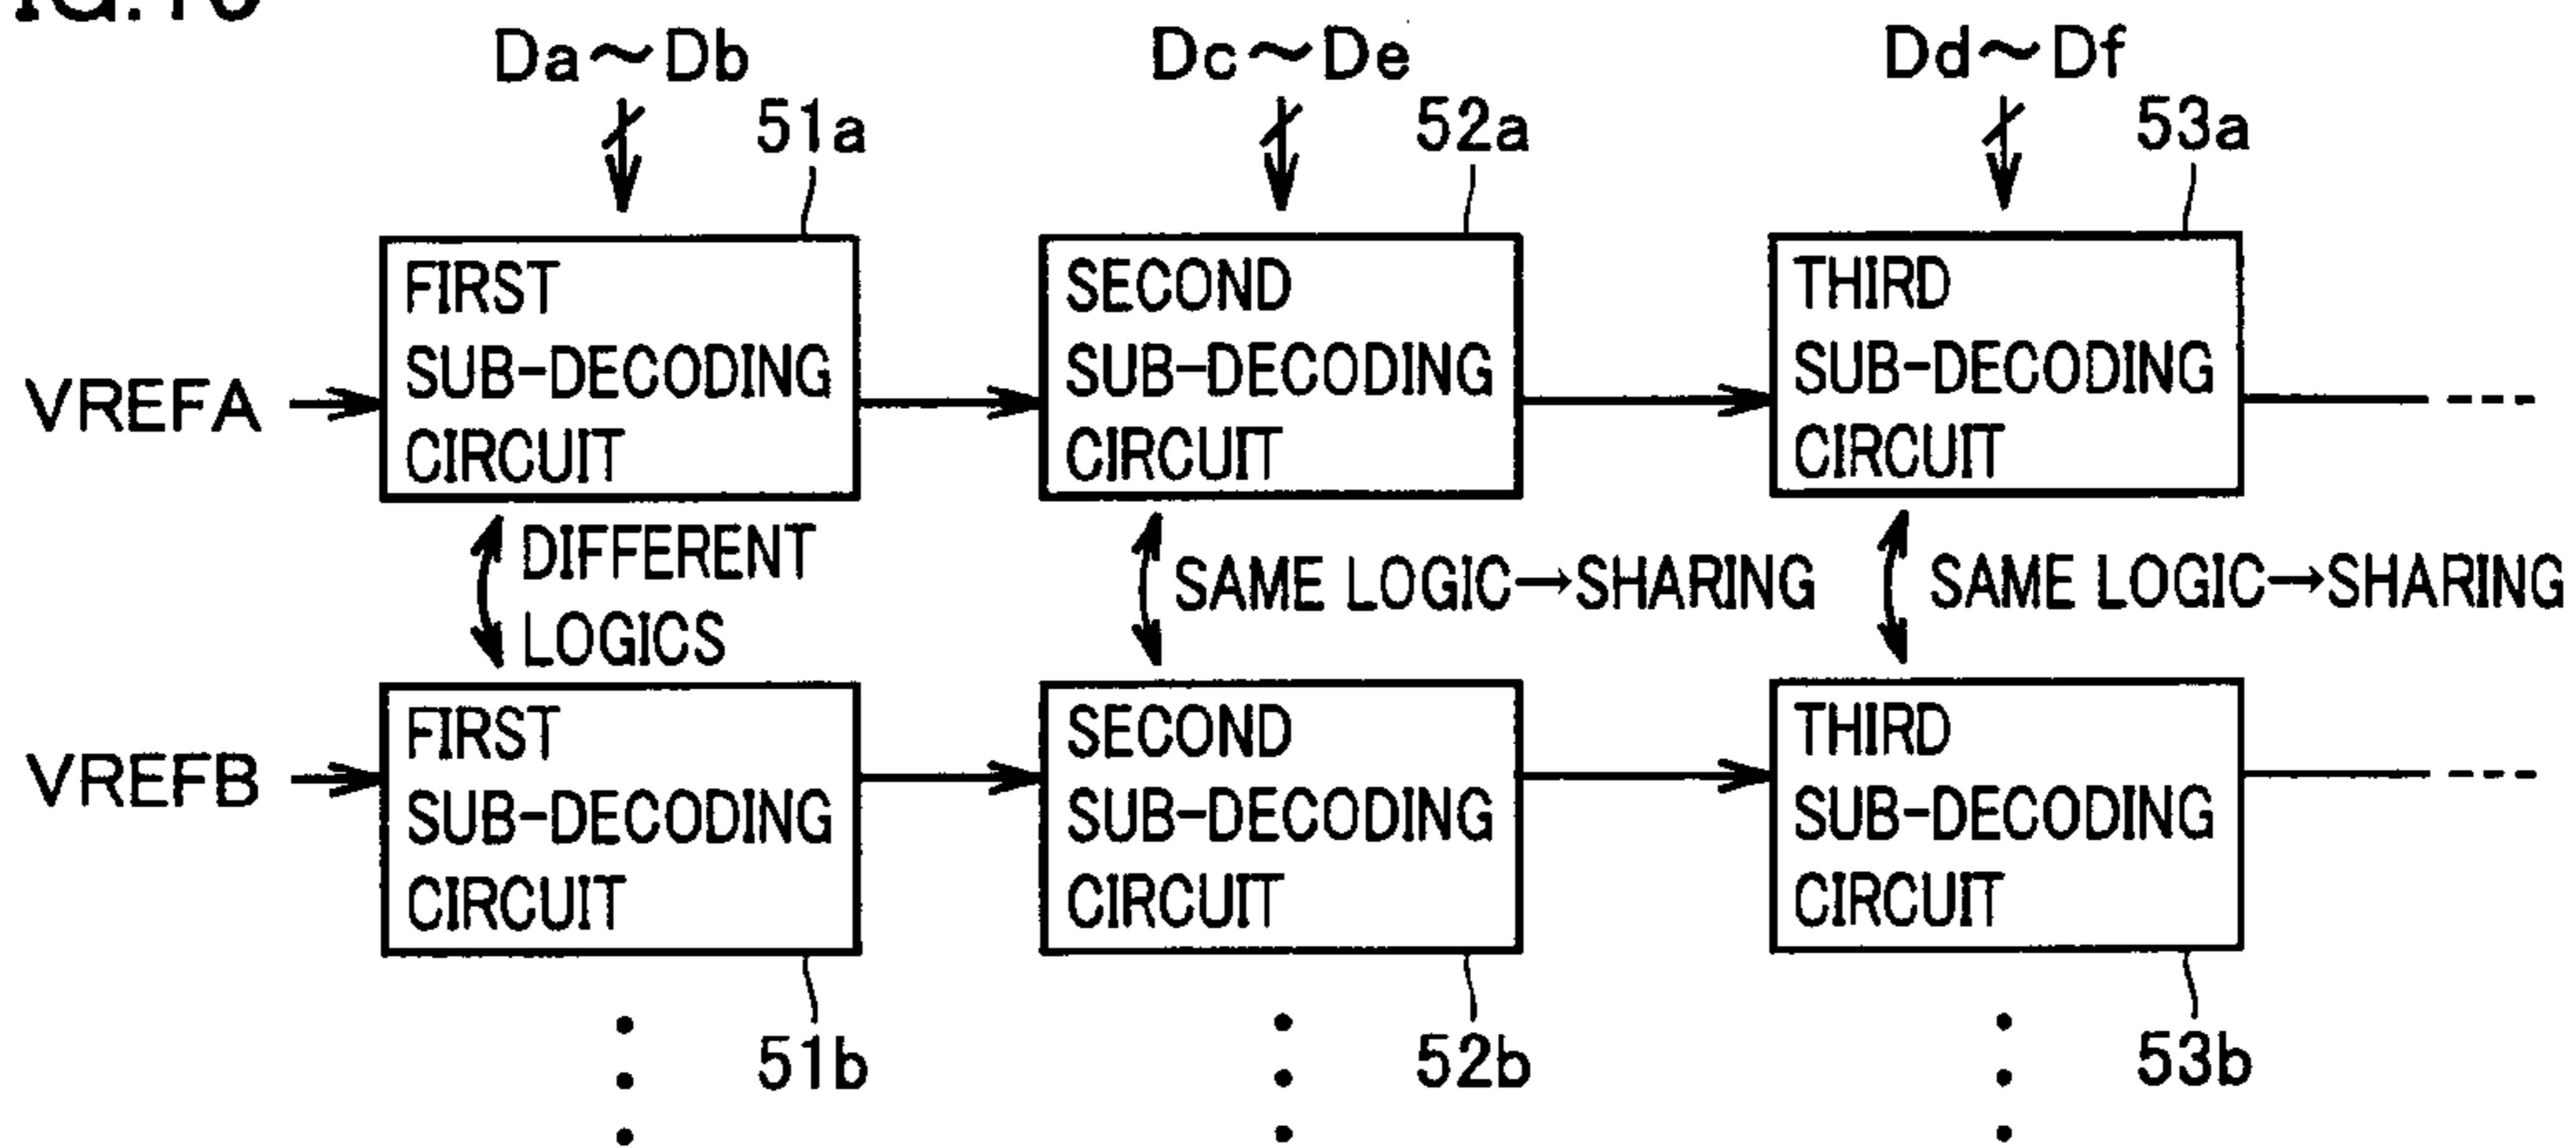 Da~Db
Dc~De
Dd~Df
51a
52a
53a
FIRST
SUB-DECODING
CIRCUIT
SECOND
SUB-DECODING
CIRCUIT
THIRD
SUB-DECODING
CIRCUIT
VREFA
DIFFERENT
LOGICS
SAME LOGIC→SHARING
SAME LOGIC→SHARING
VREFB
FIRST
SUB-DECODING
CIRCUIT
SECOND
SUB-DECODING
CIRCUIT
THIRD
SUB-DECODING
CIRCUIT
51b
52b
53b